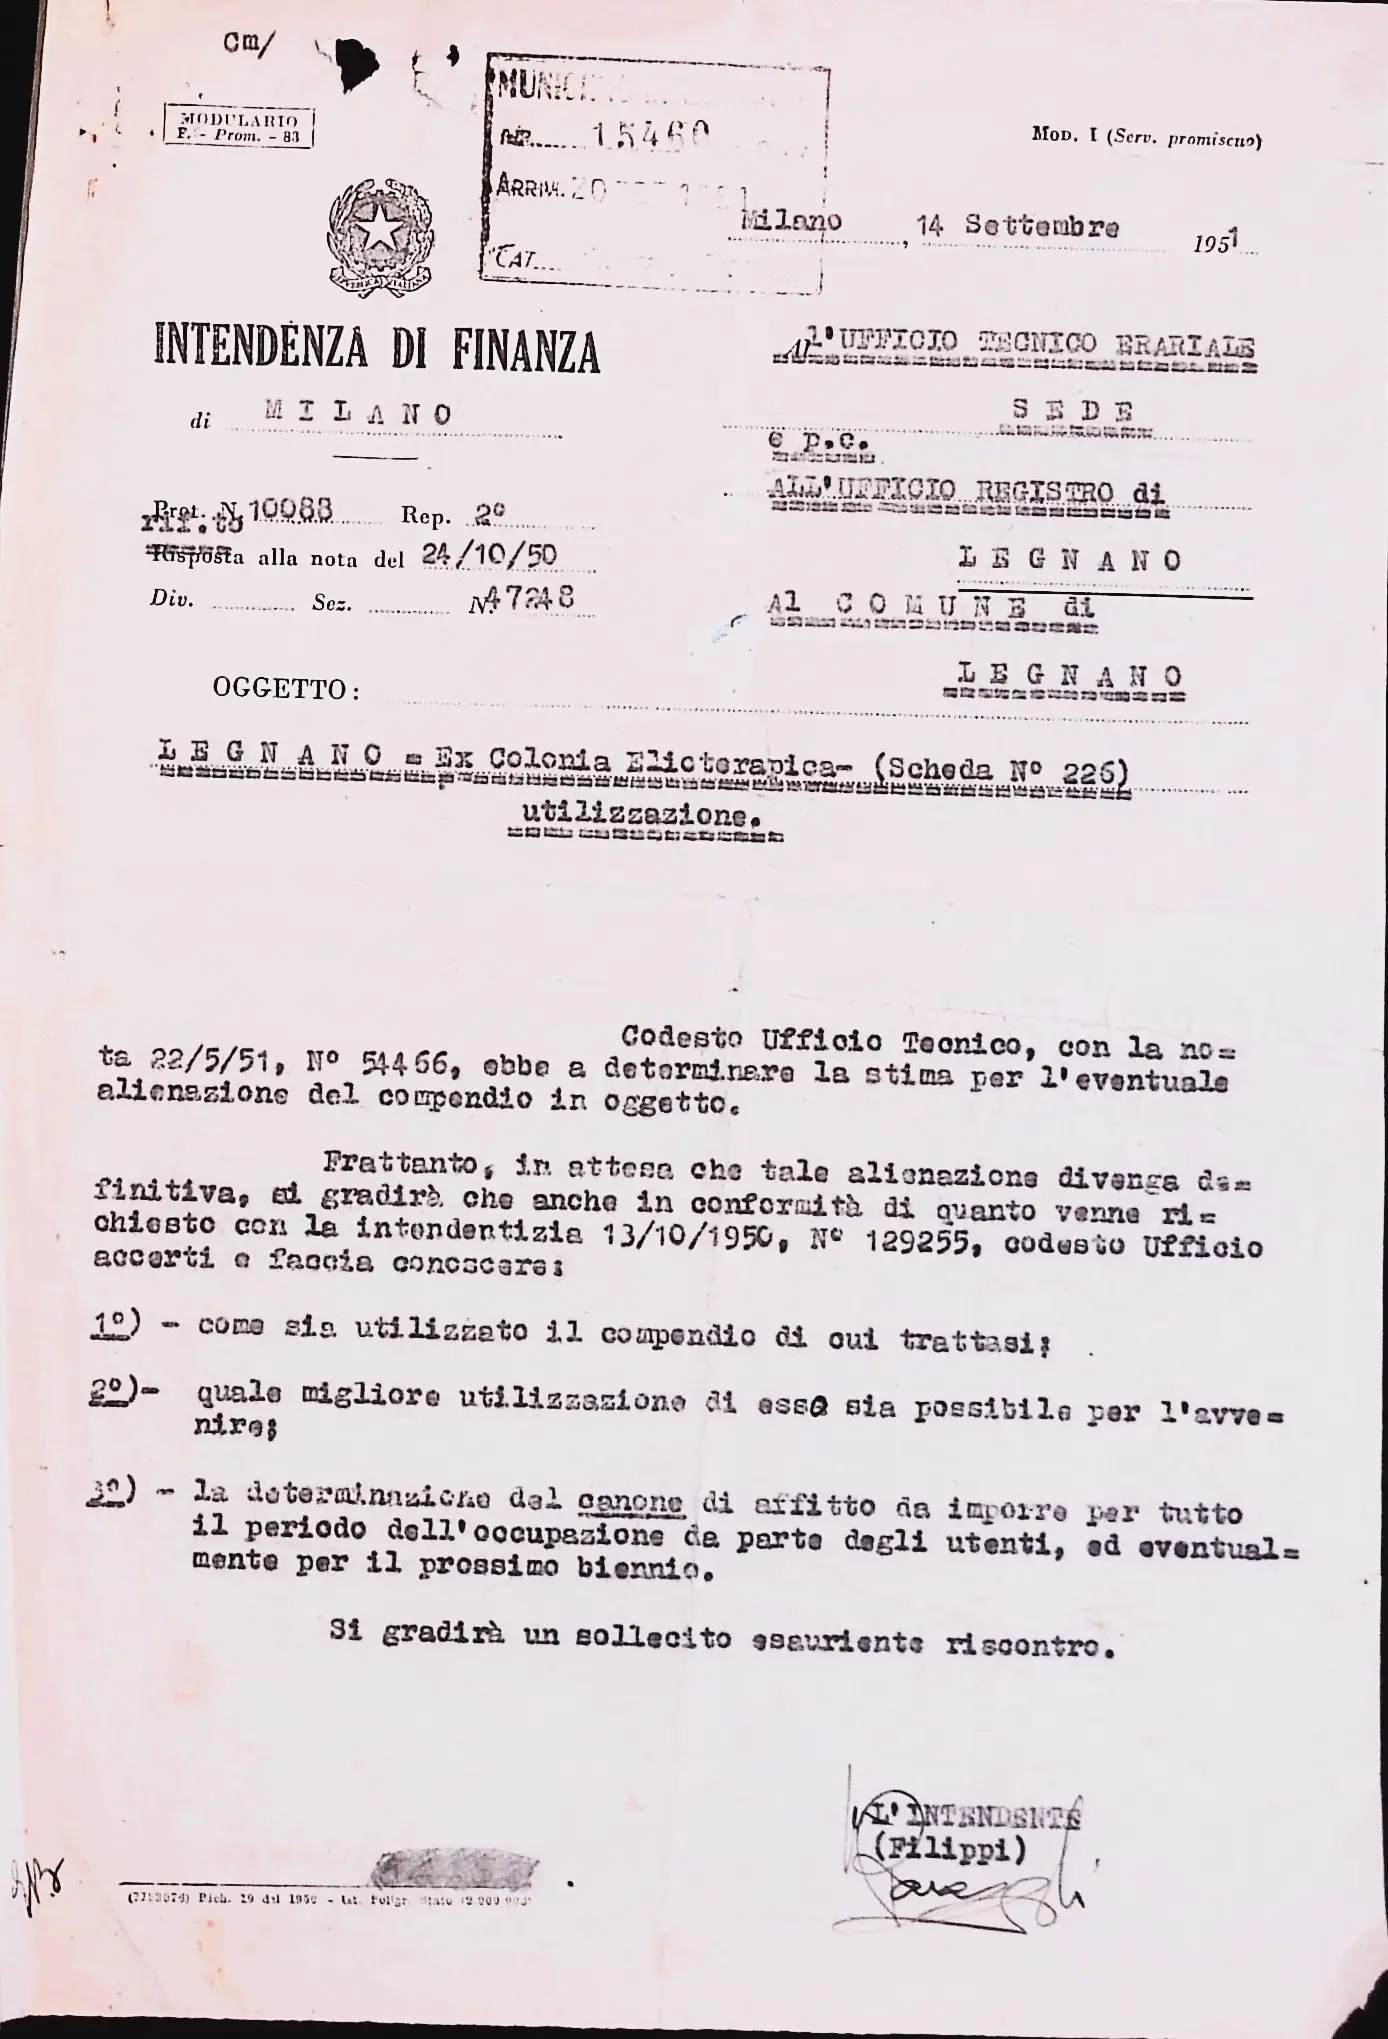 Cm/
MODULARIO
F. - Prom. - 83
MUNIC
NR. 15460
ARRIV. 20
CAT.
MOD. I (Serv. promiscuo)
Milano, 14 Settembre 1951
INTENDENZA DI FINANZA
di MILANO
All'UFFICIO TECNICO ERARIALE
SEDE
e p.c.
ALL'UFFICIO REGISTRO di
LEGNANO
Al COMUNE di
LEGNANO
Prot. N. 10088 Rep. 2°
rif.to
Risposta alla nota del 24/10/50
Div. Sez. N. 47248
OGGETTO:
LEGNANO = Ex Colonia Elioterapica- (Scheda N° 226)
utilizzazione.
Codesto Ufficio Tecnico, con la no=
ta 22/5/51, N° 54466, ebbe a determinare la stima per l'eventuale
alienazione del compendio in oggetto.
Frattanto, in attesa che tale alienazione divenga de=
finitiva, si gradirà che anche in conformità di quanto venne ri=
chiesto con la intendentizia 13/10/1950, N° 129255, codesto Ufficio
accerti e faccia conoscere:
1°) - come sia utilizzato il compendio di cui trattasi;
2°)- quale migliore utilizzazione di esso sia possibile per l'avve=
nire;
3°) - la determinazione del canone di affitto da imporre per tutto
il periodo dell'occupazione da parte degli utenti, ed eventual=
mente per il prossimo biennio.
Si gradirà un sollecito esauriente riscontro.
L'INTENDENTE
(Filippi)
Rich. 29 del 1950 - Ist. Poligr. Stato